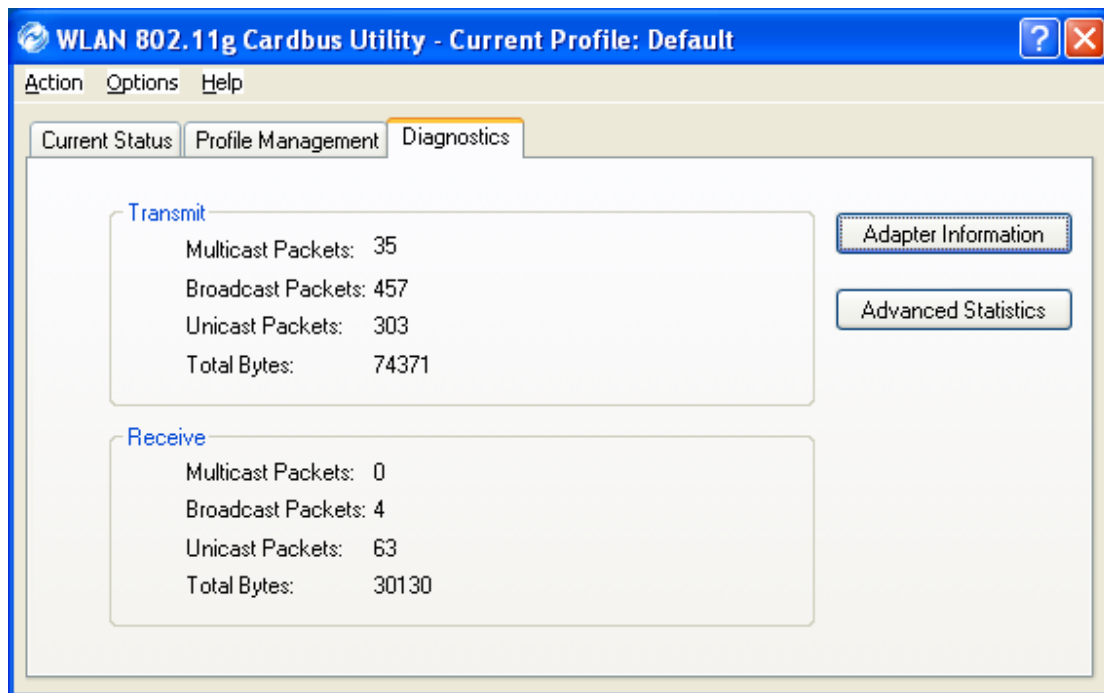 WLAN 802.11g Cardbus Utility - Current Profile: Default
Action Options Help
Current Status Profile Management Diagnostics
Transmit
Multicast Packets: 35
Broadcast Packets: 457
Unicast Packets: 303
Total Bytes: 74371
Adapter Information
Advanced Statistics
Receive
Multicast Packets: 0
Broadcast Packets: 4
Unicast Packets: 63
Total Bytes: 30130